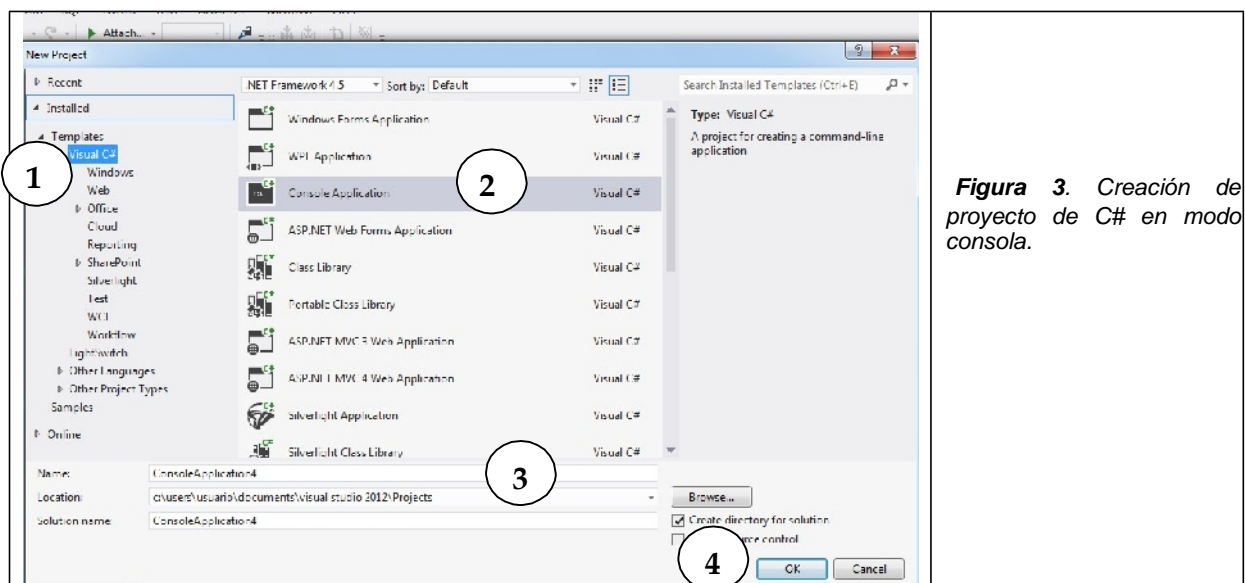 Attach...
New Project
Recent
.NET Framework 4.5 Sort by: Default
Search Installed Templates (Ctrl+E)
Installed
Templates
Visual C#
Windows
Web
Office
Cloud
Reporting
SharePoint
Silverlight
Test
WCF
Workflow
LightSwitch
Other Languages
Other Project Types
Samples
Online
Windows Forms Application Visual C#
WPF Application Visual C#
Console Application Visual C#
ASP.NET Web Forms Application Visual C#
Class Library Visual C#
Portable Class Library Visual C#
ASP.NET MVC 3 Web Application Visual C#
ASP.NET MVC 4 Web Application Visual C#
Silverlight Application Visual C#
Silverlight Class Library Visual C#
Type: Visual C#
A project for creating a command-line
application
1
2
3
4
Name: ConsoleApplication4
Location: c:\users\usuario\documents\visual studio 2012\Projects
Browse...
Solution name: ConsoleApplication4
Create directory for solution
control
OK Cancel
Figura 3. Creación de
proyecto de C# en modo
consola.